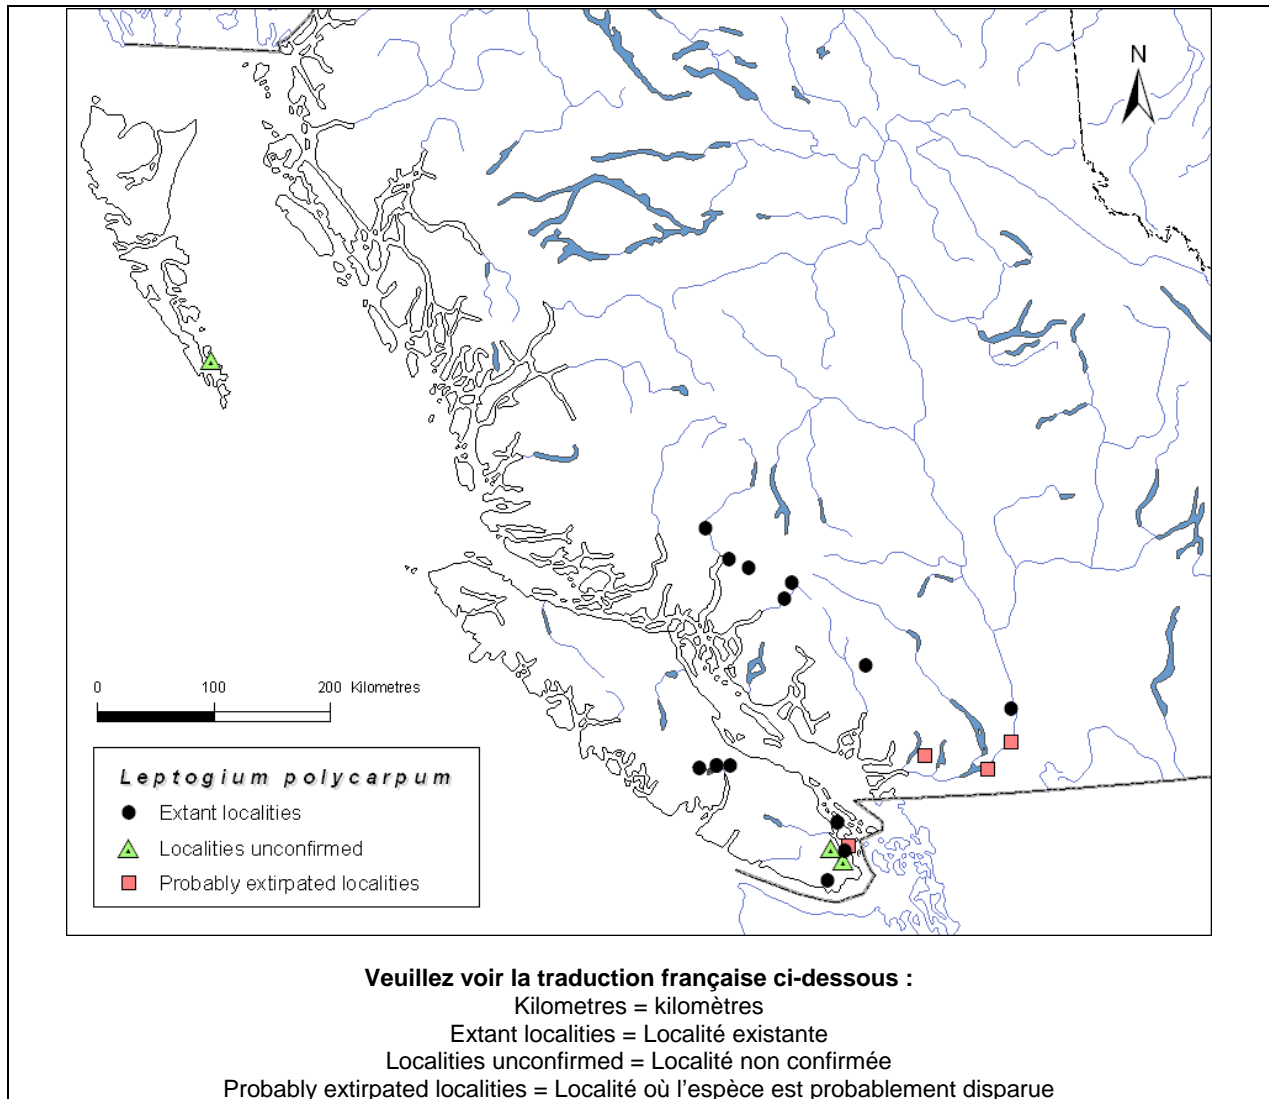 N
0 100 200 Kilometres
Leptogium polycarpum
Extant localities
Localities unconfirmed
Probably extirpated localities
Veuillez voir la traduction française ci-dessous :
Kilometres = kilomètres
Extant localities = Localité existante
Localities unconfirmed = Localité non confirmée
Probably extirpated localities = Localité où l'espèce est probablement disparue